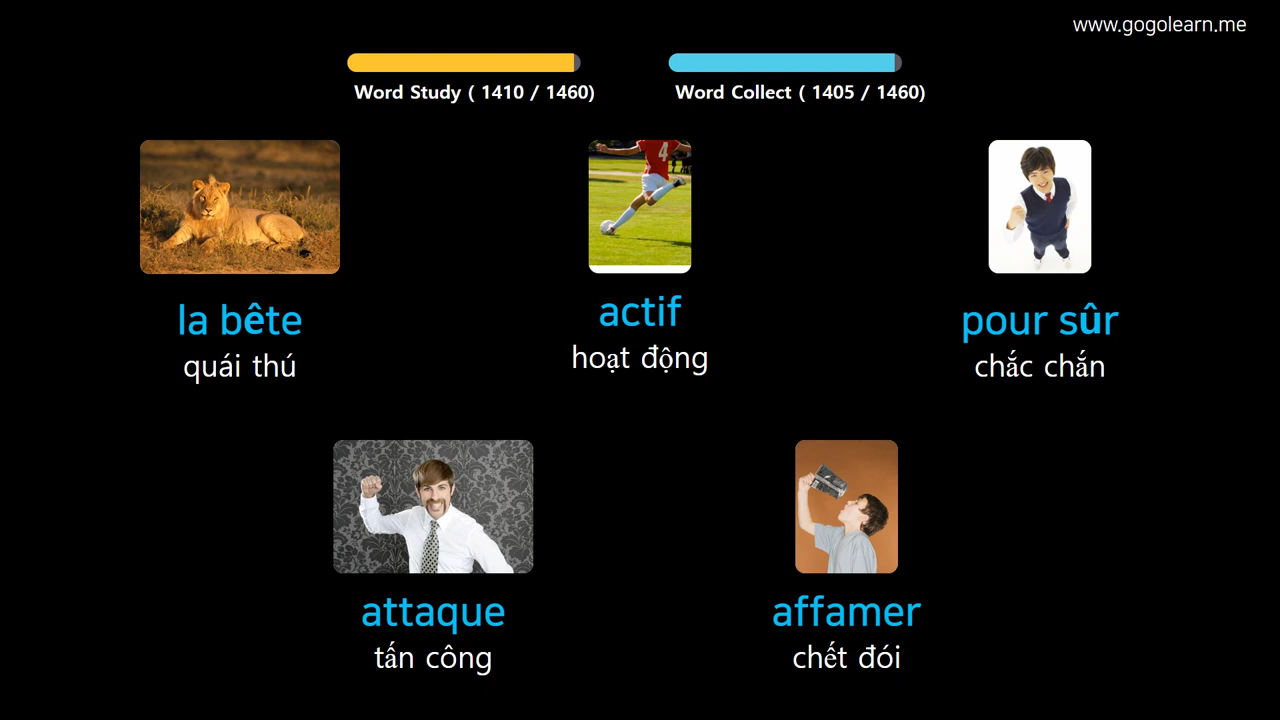 www.gogolearn.me
Word Study ( 1410 / 1460)
Word Collect ( 1405 / 1460)
4
la bête
quái thú
actif
hoạt động
pour sûr
chắc chắn
attaque
tấn công
affamer
chết đói